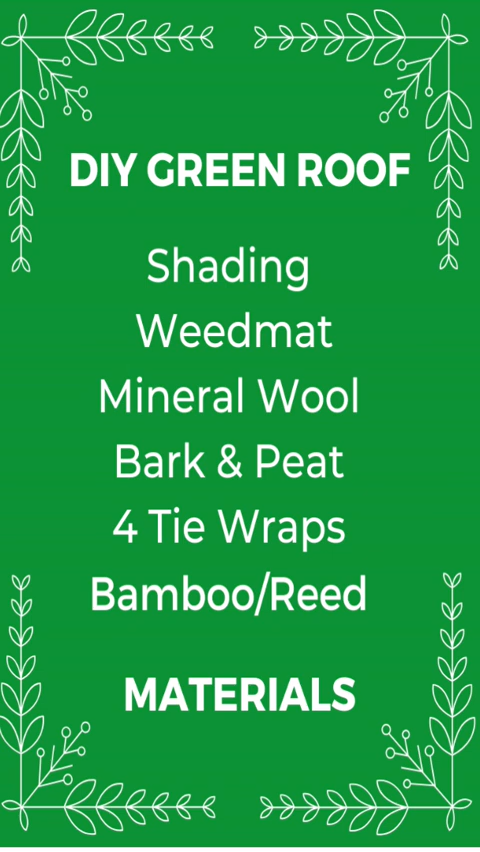 DIY GREEN ROOF
Shading
Weedmat
Mineral Wool
Bark & Peat
4 Tie Wraps
Bamboo/Reed
MATERIALS